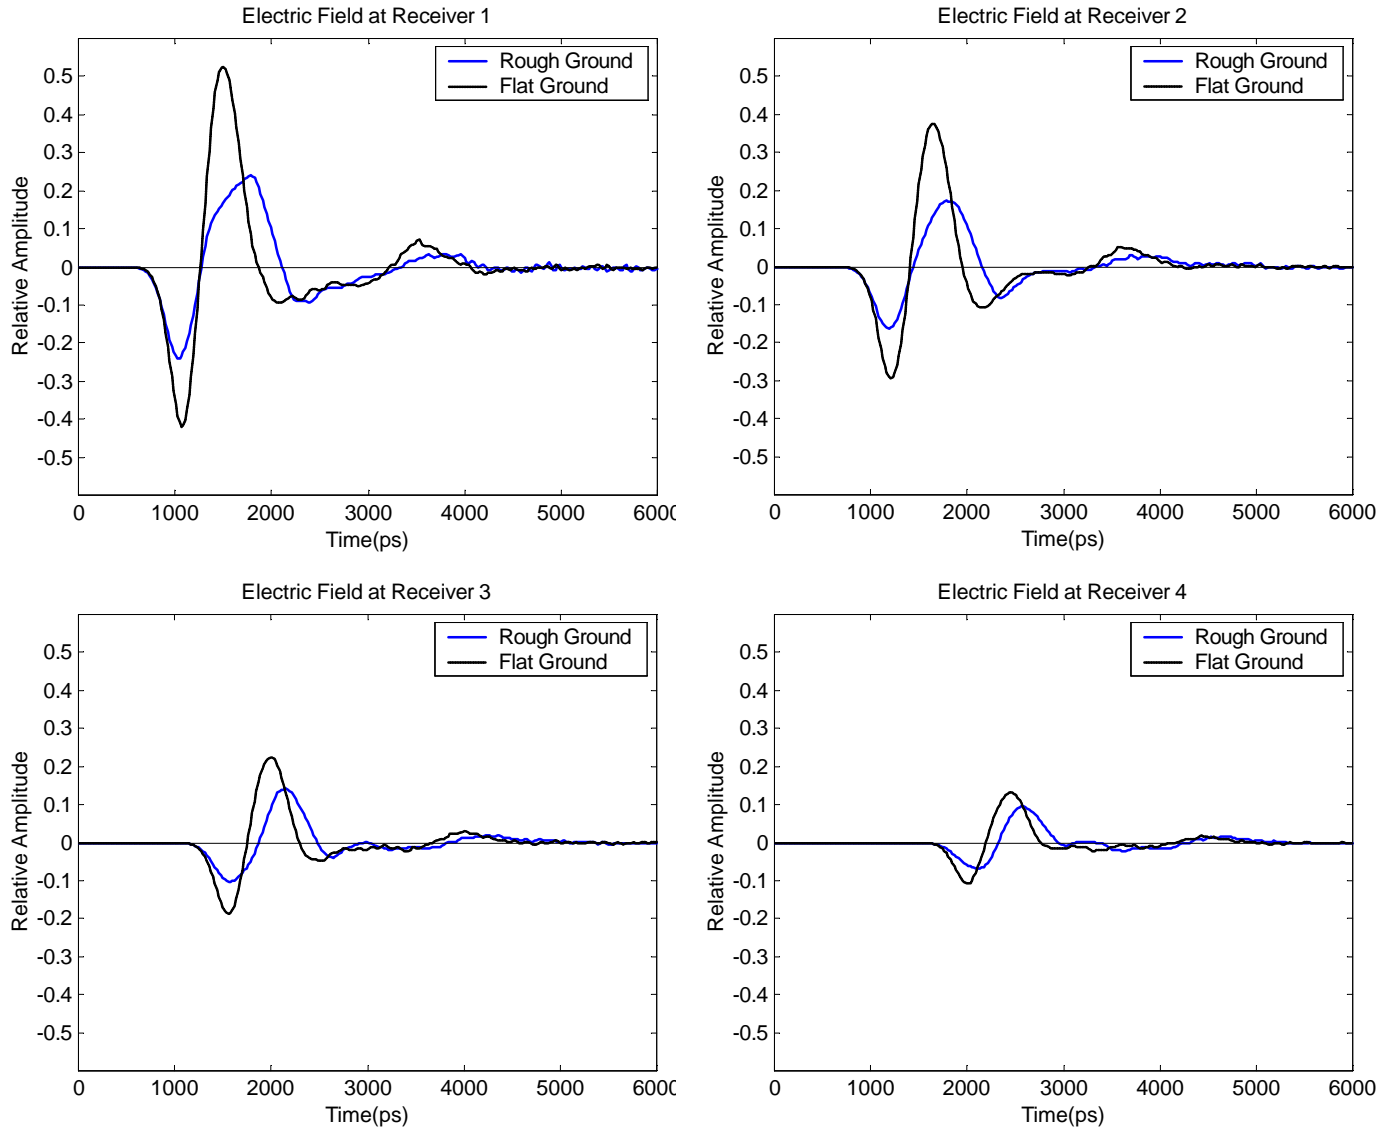 Electric Field at Receiver 1
Rough Ground
Flat Ground
0.5
0.4
0.3
0.2
0.1
0
-0.1
-0.2
-0.3
-0.4
-0.5
Relative Amplitude
0 1000 2000 3000 4000 5000 6000
Time(ps)
Electric Field at Receiver 2
Rough Ground
Flat Ground
0.5
0.4
0.3
0.2
0.1
0
-0.1
-0.2
-0.3
-0.4
-0.5
Relative Amplitude
0 1000 2000 3000 4000 5000 6000
Time(ps)
Electric Field at Receiver 3
Rough Ground
Flat Ground
0.5
0.4
0.3
0.2
0.1
0
-0.1
-0.2
-0.3
-0.4
-0.5
Relative Amplitude
0 1000 2000 3000 4000 5000 6000
Time(ps)
Electric Field at Receiver 4
Rough Ground
Flat Ground
0.5
0.4
0.3
0.2
0.1
0
-0.1
-0.2
-0.3
-0.4
-0.5
Relative Amplitude
0 1000 2000 3000 4000 5000 6000
Time(ps)